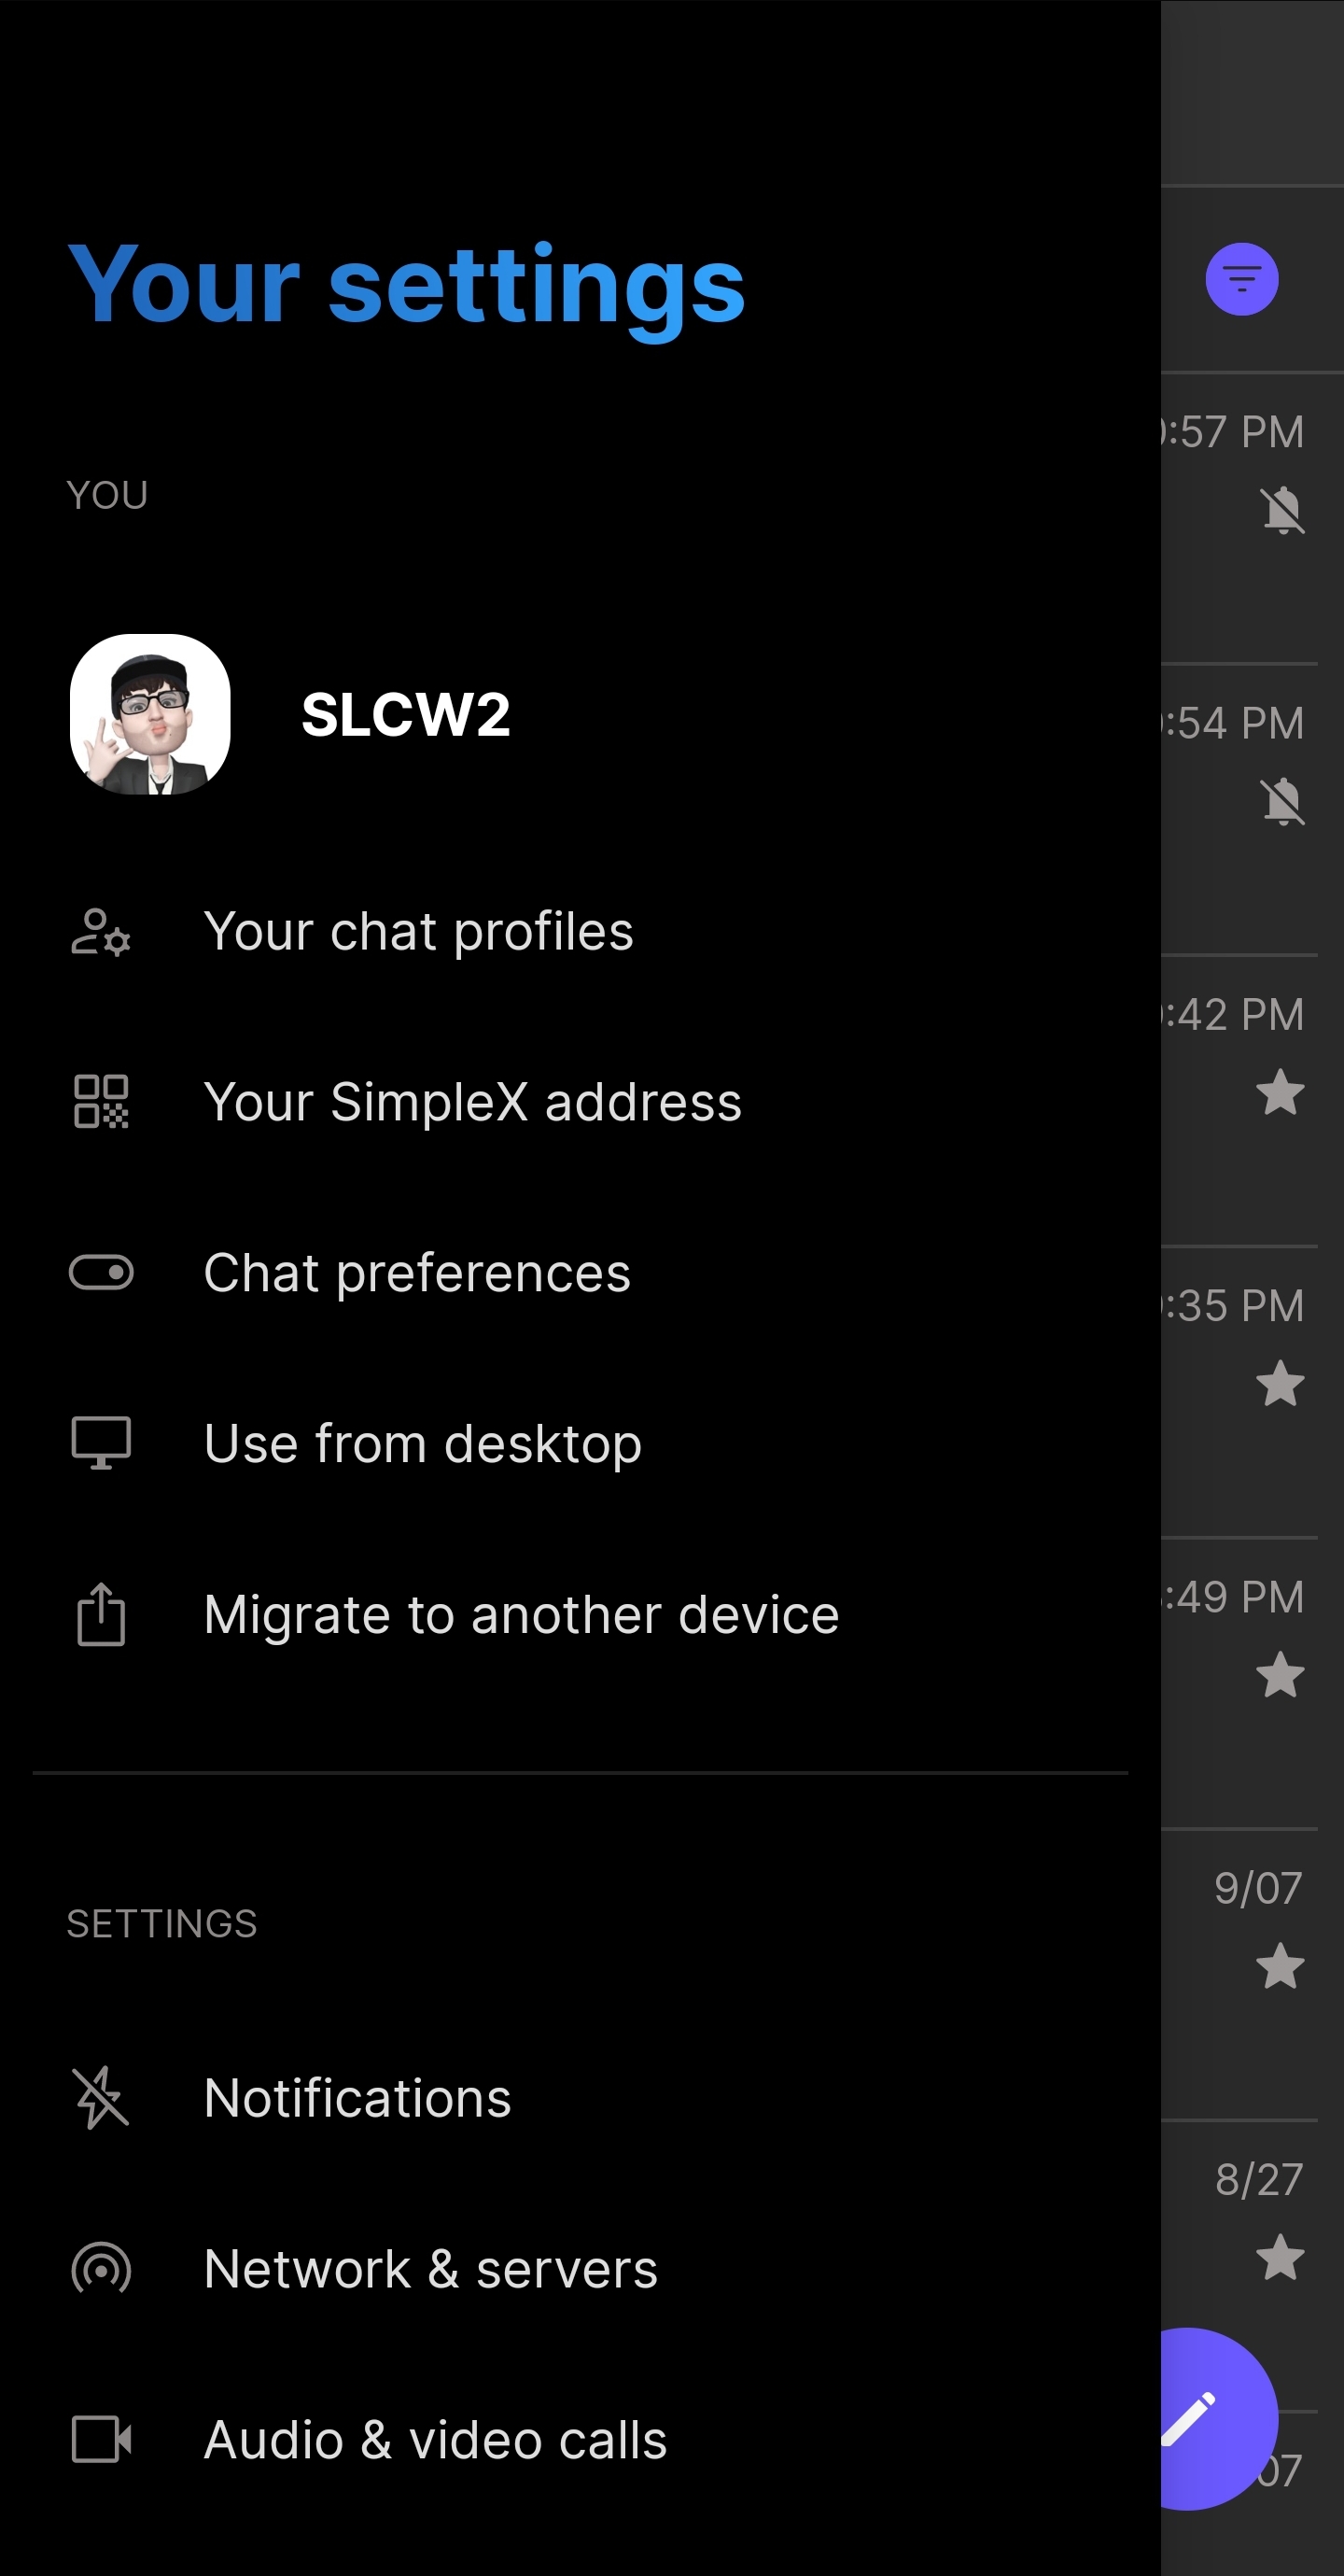 Your settings
YOU
SLCW2
Your chat profiles
Your SimpleX address
Chat preferences
Use from desktop
Migrate to another device
SETTINGS
Notifications
Network & servers
Audio & video calls
:57 PM
:54 PM
:42 PM
:35 PM
:49 PM
9/07
8/27
07